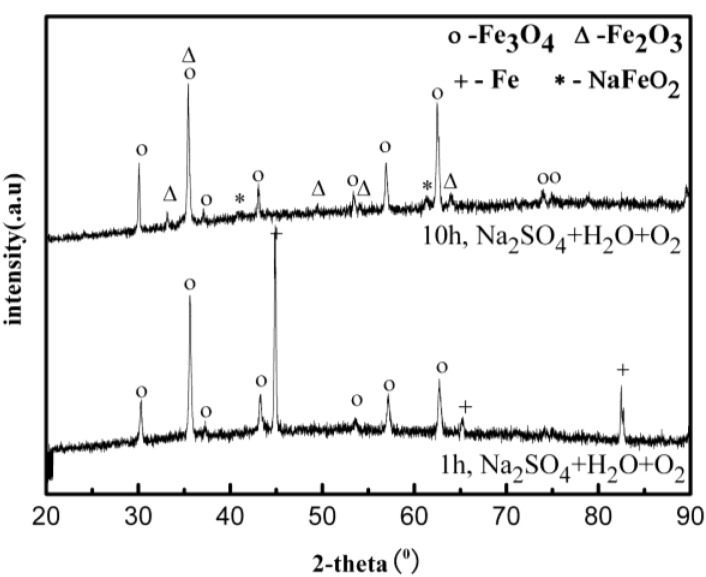 o -Fe₃O₄ Δ -Fe₂O₃
+ - Fe * - NaFeO₂
Δ
o
o
o
o
Δ
o
*
o
Δ
o
Δ
*
Δ
oo
10h, Na₂SO₄+H₂O+O₂
+
o
o
o
o
o
o
o
+
+
1h, Na₂SO₄+H₂O+O₂
intensity(.a.u)
20 30 40 50 60 70 80 90
2-theta (⁰)